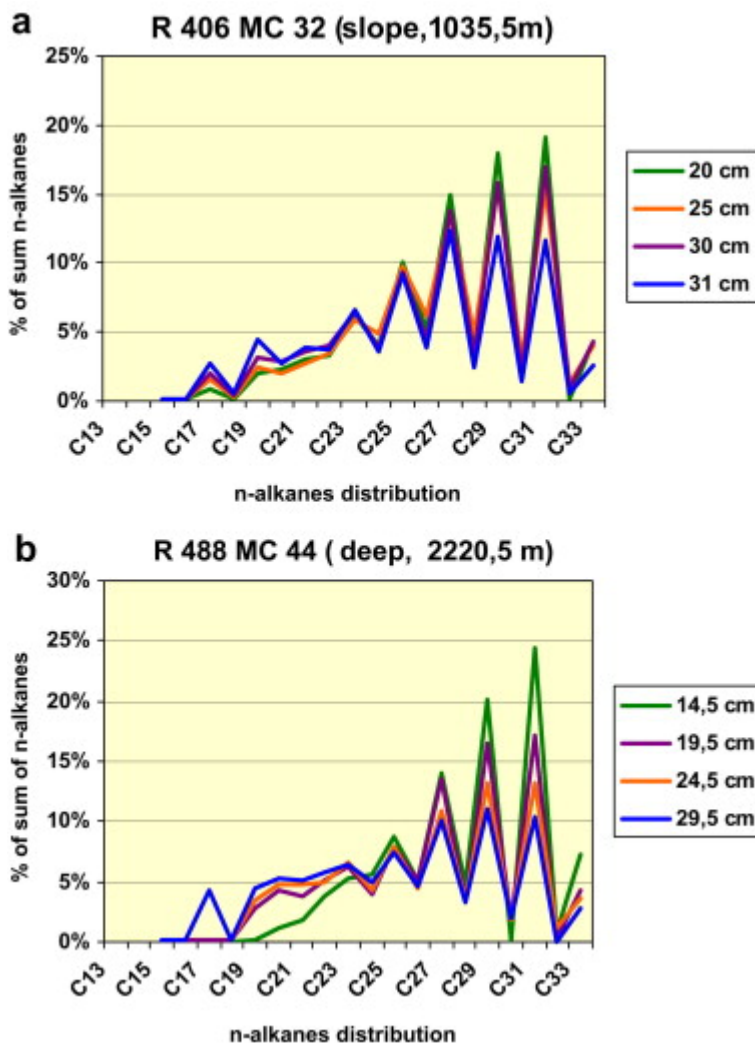 a
R 406 MC 32 (slope,1035,5m)
25%
20%
15%
10%
5%
0%
% of sum n-alkanes
C13
C15
C17
C19
C21
C23
C25
C27
C29
C31
C33
n-alkanes distribution
20 cm
25 cm
30 cm
31 cm
b
R 488 MC 44 ( deep, 2220,5 m)
30%
25%
20%
15%
10%
5%
0%
% of sum of n-alkanes
C13
C15
C17
C19
C21
C23
C25
C27
C29
C31
C33
n-alkanes distribution
14,5 cm
19,5 cm
24,5 cm
29,5 cm